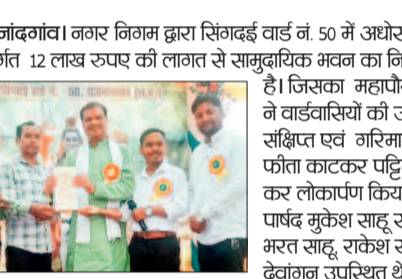 नांदगांव। नगर निगम द्वारा सिंगदई वार्ड नं. 50 में अधोस
र्गत 12 लाख रुपए की लागत से सामुदायिक भवन का नि
है। जिसका महापौ
ने वार्डवासियों की उ
संक्षिप्त एवं गरिमा
फीता काटकर पट्टि
कर लोकार्पण किय
पार्षद मुकेश साहू स
भरत साहू, राकेश स
देवांगन उपस्थित थे
वार्ड क्र. 50,